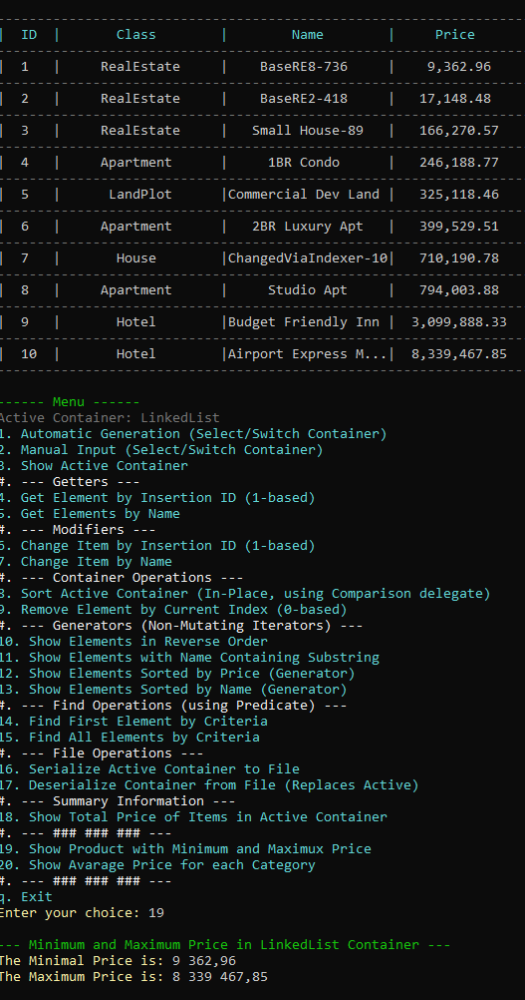 | ID | Class | Name | Price
| 1 | RealEstate | BaseRE8-736 | 9,362.96
| 2 | RealEstate | BaseRE2-418 | 17,148.48
| 3 | RealEstate | Small House-89 | 166,270.57
| 4 | Apartment | 1BR Condo | 246,188.77
| 5 | LandPlot |Commercial Dev Land | 325,118.46
| 6 | Apartment | 2BR Luxury Apt | 399,529.51
| 7 | House |ChangedViaIndexer-10| 710,190.78
| 8 | Apartment | Studio Apt | 794,003.88
| 9 | Hotel |Budget Friendly Inn | 3,099,888.33
| 10 | Hotel |Airport Express M...| 8,339,467.85
------ Menu ------
Active Container: LinkedList
1. Automatic Generation (Select/Switch Container)
2. Manual Input (Select/Switch Container)
3. Show Active Container
#. --- Getters ---
4. Get Element by Insertion ID (1-based)
5. Get Elements by Name
#. --- Modifiers ---
6. Change Item by Insertion ID (1-based)
7. Change Item by Name
#. --- Container Operations ---
8. Sort Active Container (In-Place, using Comparison delegate)
9. Remove Element by Current Index (0-based)
#. --- Generators (Non-Mutating Iterators) ---
10. Show Elements in Reverse Order
11. Show Elements with Name Containing Substring
12. Show Elements Sorted by Price (Generator)
13. Show Elements Sorted by Name (Generator)
#. --- Find Operations (using Predicate) ---
14. Find First Element by Criteria
15. Find All Elements by Criteria
#. --- File Operations ---
16. Serialize Active Container to File
17. Deserialize Container from File (Replaces Active)
#. --- Summary Information ---
18. Show Total Price of Items in Active Container
#. --- ### ### ### ---
19. Show Product with Minimum and Maximux Price
20. Show Avarage Price for each Category
#. --- ### ### ### ---
q. Exit
Enter your choice: 19
--- Minimum and Maximum Price in LinkedList Container ---
The Minimal Price is: 9 362,96
The Maximum Price is: 8 339 467,85